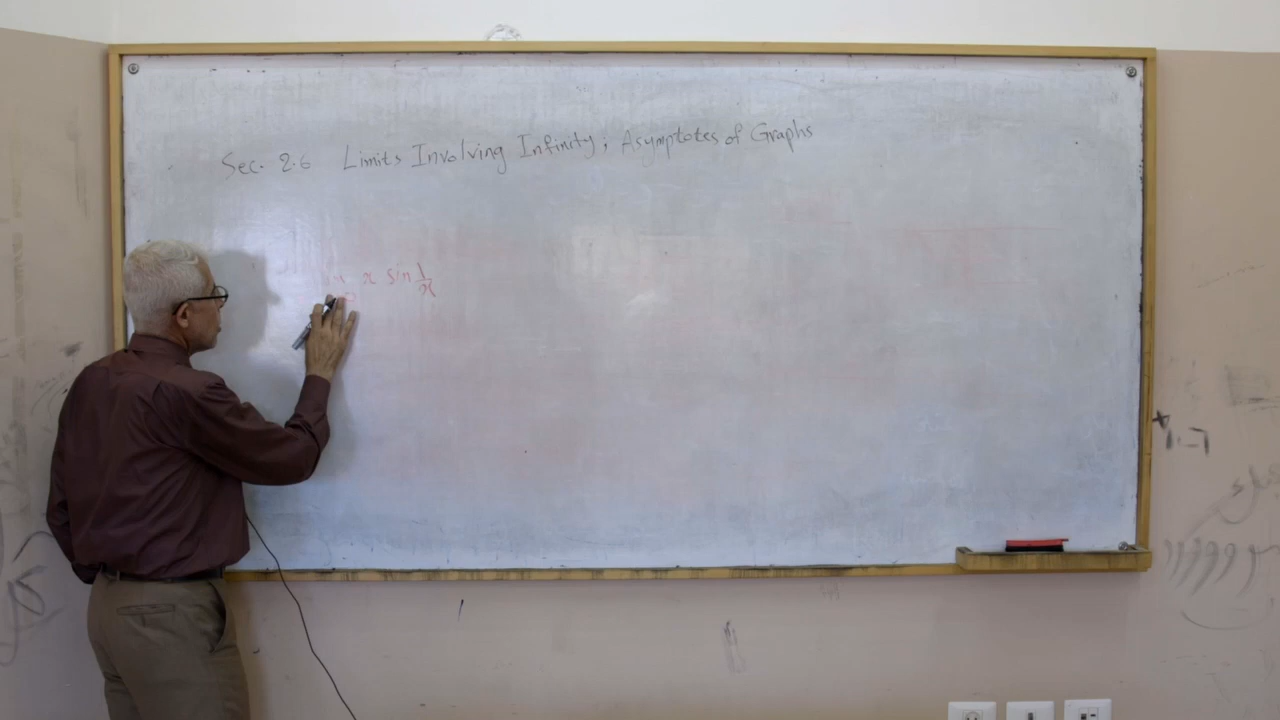 Sec. 2.6 Limits Involving Infinity; Asymptotes of Graphs
x sin 1/x